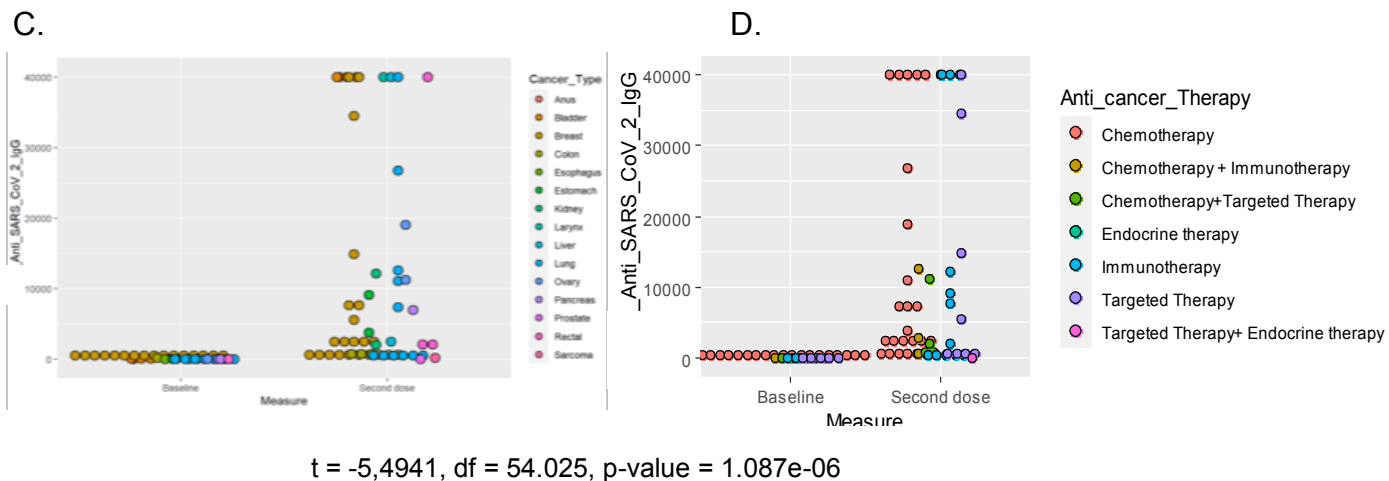 C.
D.
_Anti_SARS_CoV_2_IgG
40000
30000
20000
10000
0
Baseline
Second dose
Measure
Cancer_Type
Anus
Bladder
Breast
Colon
Esophagus
Estomach
Kidney
Larynx
Liver
Lung
Ovary
Pancreas
Prostate
Rectal
Sarcoma
_Anti_SARS_CoV_2_IgG
40000
30000
20000
10000
0
Baseline
Second dose
Measure
Anti_cancer_Therapy
Chemotherapy
Chemotherapy + Immunotherapy
Chemotherapy+Targeted Therapy
Endocrine therapy
Immunotherapy
Targeted Therapy
Targeted Therapy+ Endocrine therapy
t = -5,4941, df = 54.025, p-value = 1.087e-06